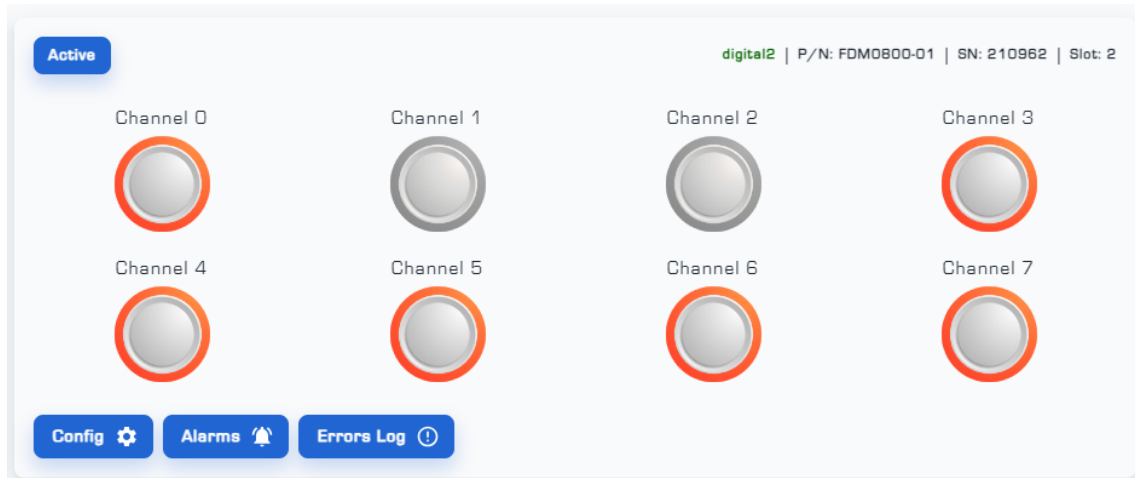 Active
digital2 | P/N: FDM0800-01 | SN: 210962 | Slot: 2
Channel 0 Channel 1 Channel 2 Channel 3
Channel 4 Channel 5 Channel 6 Channel 7
Config Alarms Errors Log